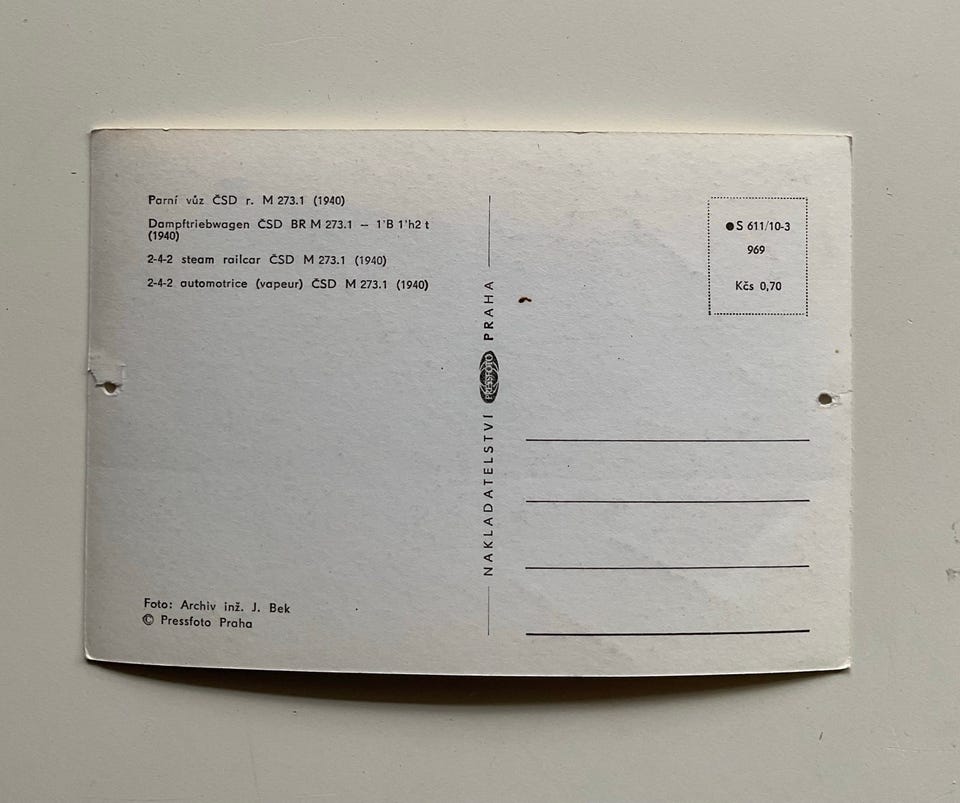 Parní vůz ČSD r. M 273.1 (1940)
Dampftriebwagen ČSD BR M 273.1 – 1'B 1'h2 t
(1940)
2-4-2 steam railcar ČSD M 273.1 (1940)
2-4-2 automotrice (vapeur) ČSD M 273.1 (1940)
Foto: Archiv inž. J. Bek
© Pressfoto Praha
NAKLADATELSTVÍ PRESSFOTO PRAHA
●S 611/10-3
969
Kčs 0,70